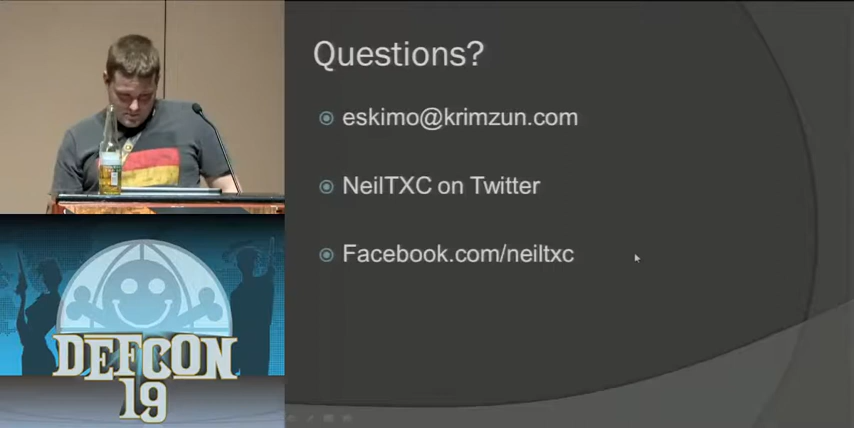 Questions?
eskimo@krimzun.com
NeilTXC on Twitter
Facebook.com/neiltxc
DEFCON
19